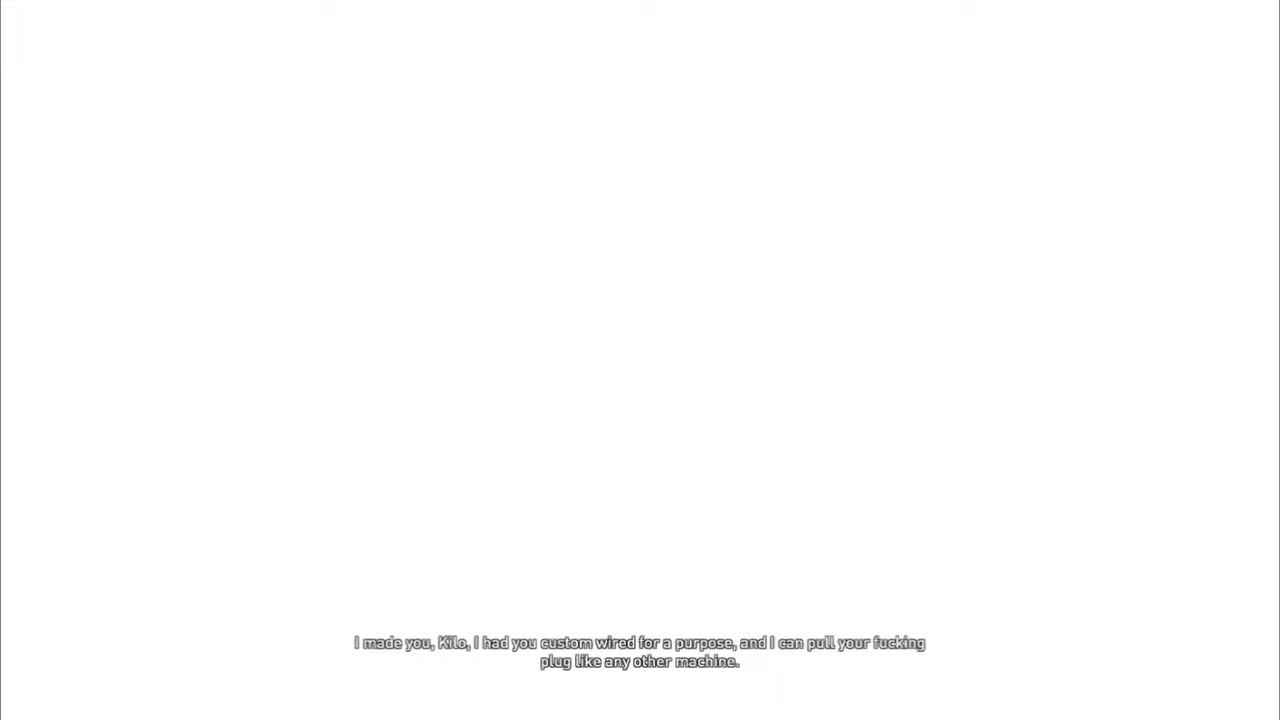 I made you, Kilo, I had you custom wired for a purpose, and I can pull your fucking
plug like any other machine.